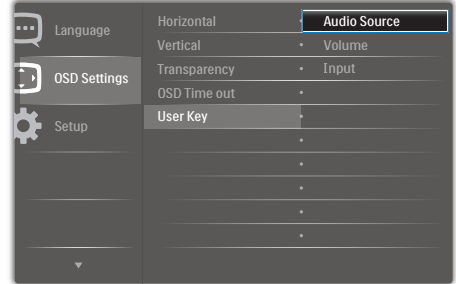 Language
OSD Settings
Setup
Horizontal
Vertical
Transparency
OSD Time out
User Key
Audio Source
Volume
Input